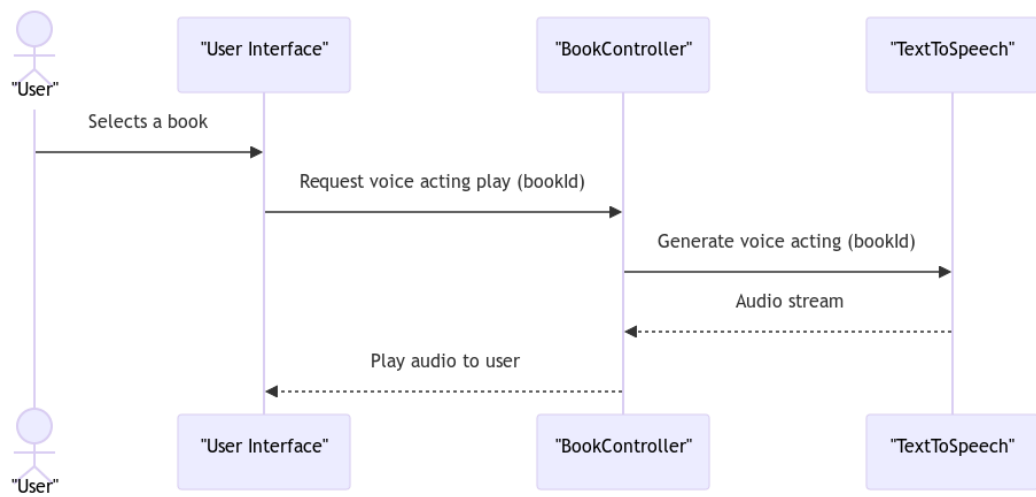 "User Interface"
"BookController"
"TextToSpeech"
"User"
Selects a book
Request voice acting play (bookId)
Generate voice acting (bookId)
Audio stream
Play audio to user
"User Interface"
"BookController"
"TextToSpeech"
"User"